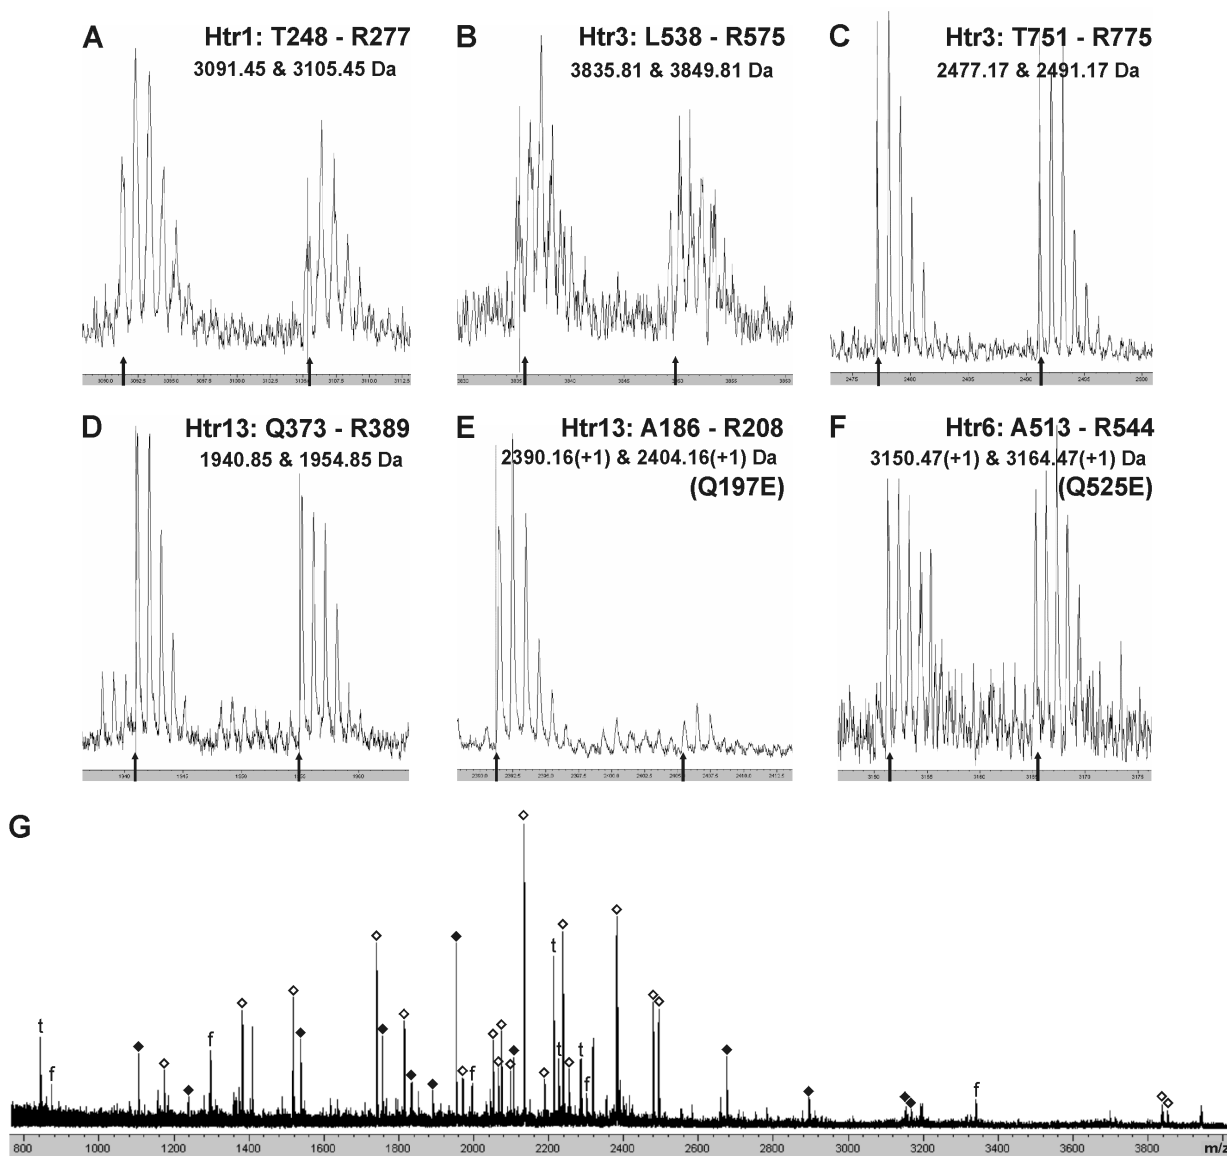 A
Htr1: T248 - R277
3091.45 & 3105.45 Da
B
Htr3: L538 - R575
3835.81 & 3849.81 Da
C
Htr3: T751 - R775
2477.17 & 2491.17 Da
D
Htr13: Q373 - R389
1940.85 & 1954.85 Da
E
Htr13: A186 - R208
2390.16(+1) & 2404.16(+1) Da
(Q197E)
F
Htr6: A513 - R544
3150.47(+1) & 3164.47(+1) Da
(Q525E)
G
t
f
f
f
t
t
t
f
f
800 1000 1200 1400 1600 1800 2000 2200 2400 2600 2800 3000 3200 3400 3600 3800 m/z